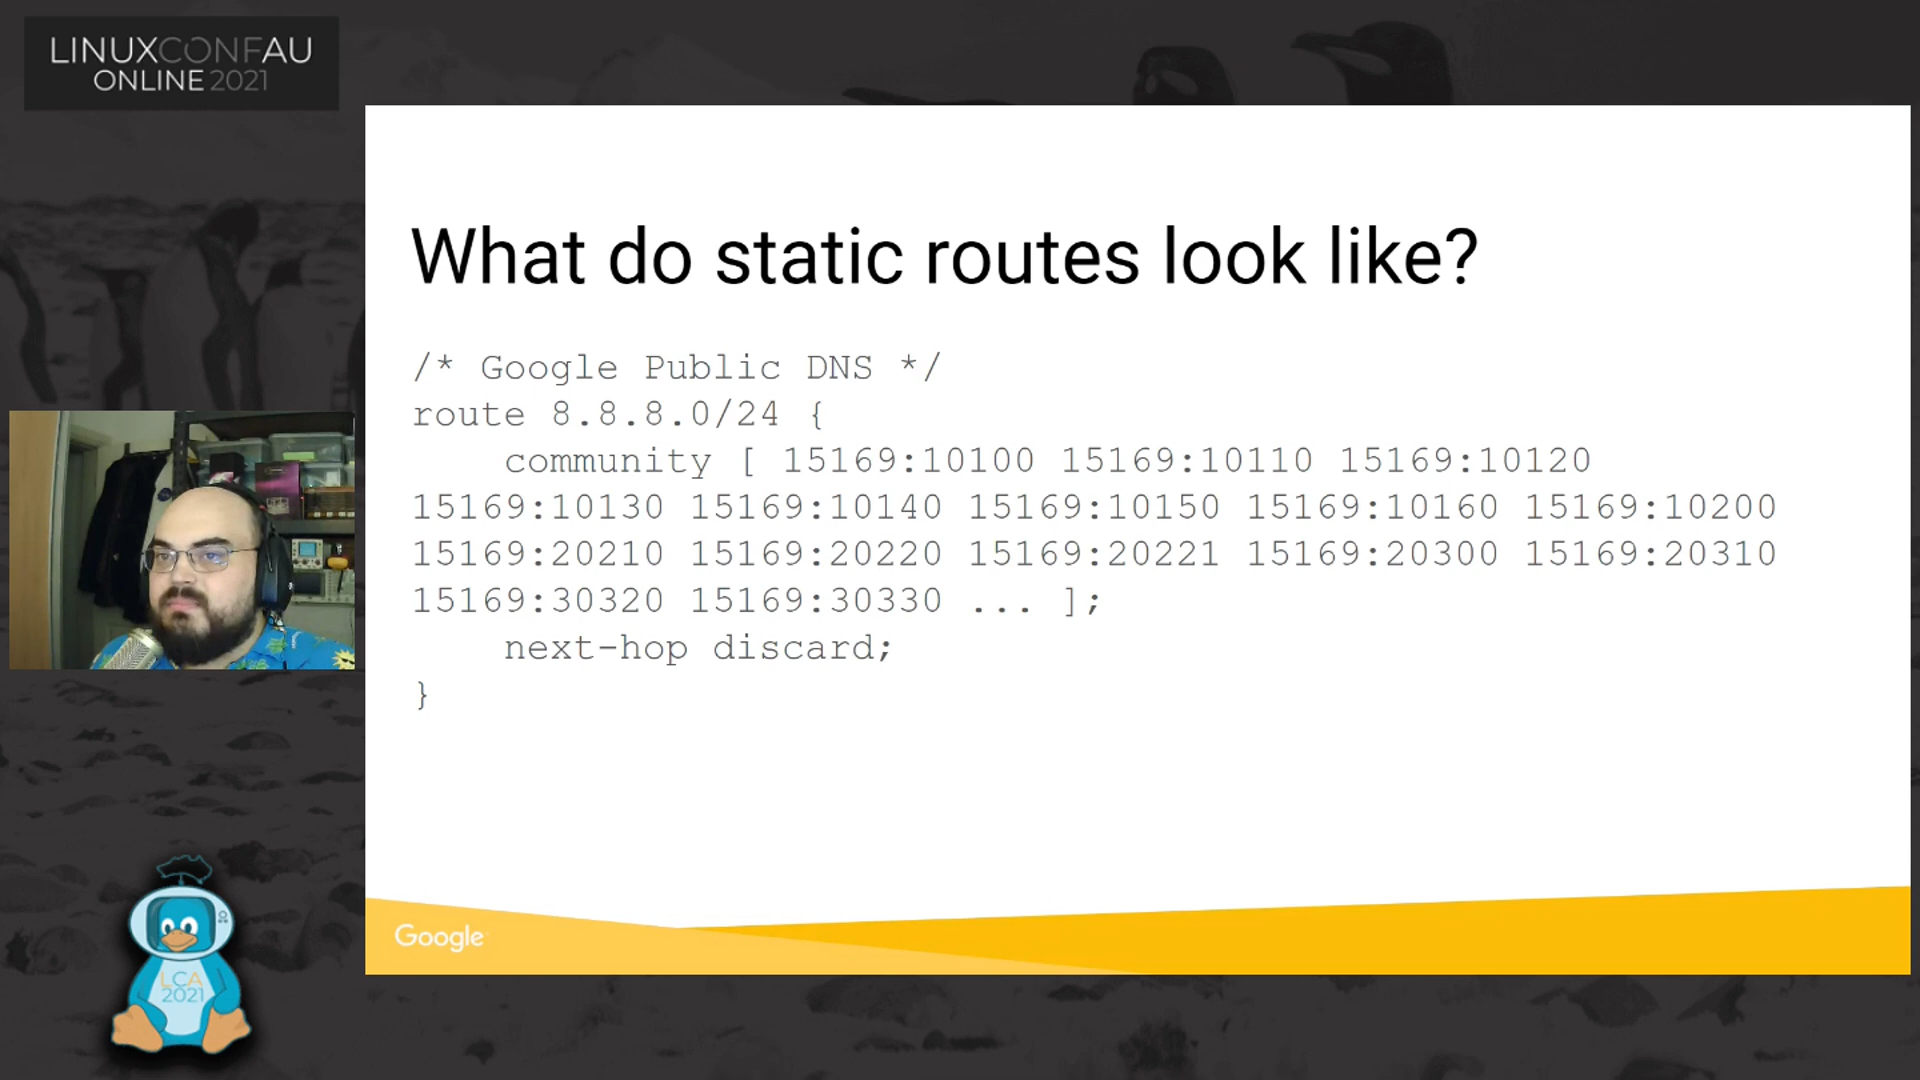 LINUXCONFAU
ONLINE 2021
What do static routes look like?
/* Google Public DNS */
route 8.8.8.0/24 {
community [ 15169:10100 15169:10110 15169:10120
15169:10130 15169:10140 15169:10150 15169:10160 15169:10200
15169:20210 15169:20220 15169:20221 15169:20300 15169:20310
15169:30320 15169:30330 ... ];
next-hop discard;
}
Google
LCA
2021